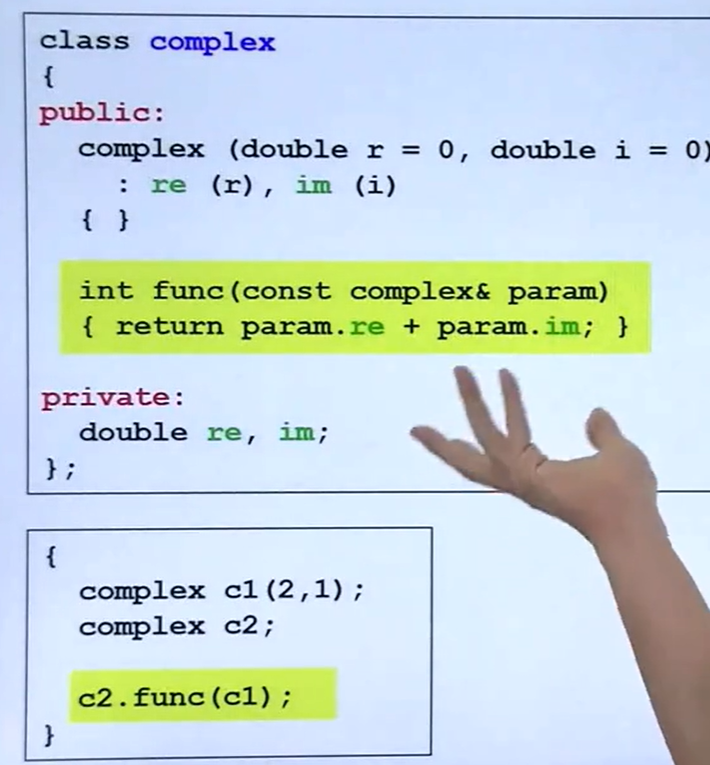 class complex
{
public:
complex (double r = 0, double i = 0)
: re (r), im (i)
{ }
int func(const complex& param)
{ return param.re + param.im; }
private:
double re, im;
};
{
complex c1(2,1);
complex c2;
c2.func(c1);
}